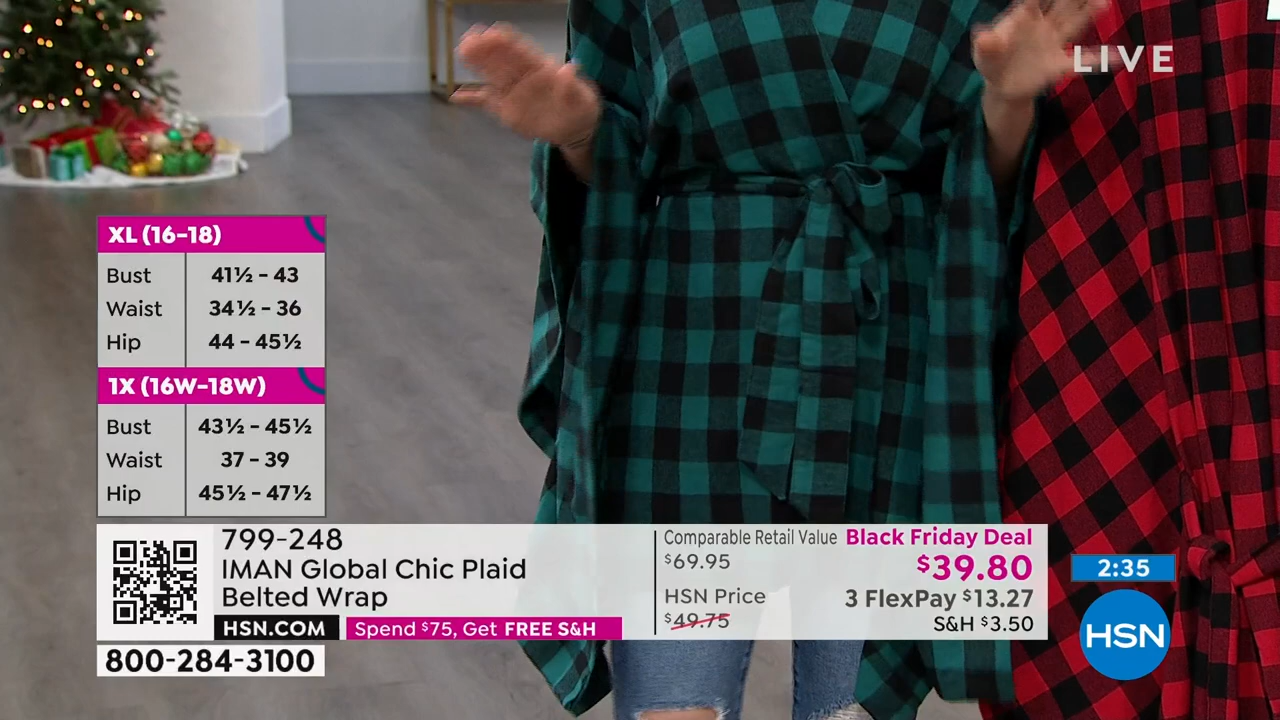 LIVE
XL (16-18)
Bust 41½ - 43
Waist 34½ - 36
Hip 44 - 45½
1X (16W-18W)
Bust 43½ - 45½
Waist 37 - 39
Hip 45½ - 47½
799-248
IMAN Global Chic Plaid
Belted Wrap
HSN.COM
Spend $75, Get FREE S&H
800-284-3100
Comparable Retail Value
$69.95
HSN Price
$49.75
Black Friday Deal
$39.80
3 FlexPay $13.27
S&H $3.50
2:35
HSN